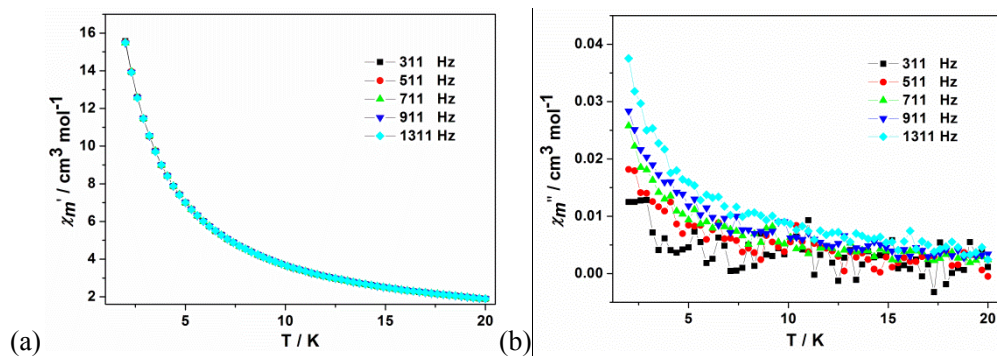 16
14
12
10
8
6
4
2
χm' / cm³ mol⁻¹
311 Hz
511 Hz
711 Hz
911 Hz
1311 Hz
5 10 15 20
T / K
(a)
0.04
0.03
0.02
0.01
0.00
χm'' / cm³ mol⁻¹
311 Hz
511 Hz
711 Hz
911 Hz
1311 Hz
5 10 15 20
T / K
(b)